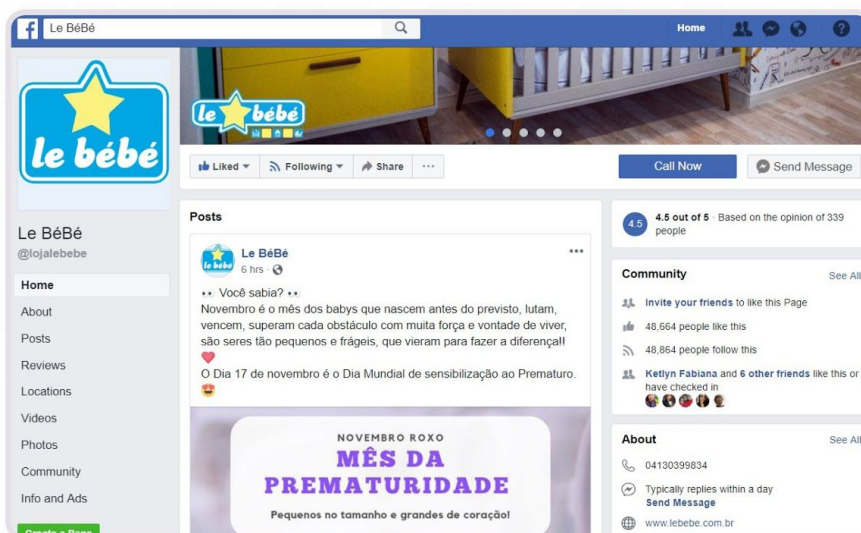 Le BéBé
Home
le bébé
le bébé
Liked
Following
Share
...
Call Now
Send Message
Le BéBé
@lojalebebe
Home
About
Posts
Reviews
Locations
Videos
Photos
Community
Info and Ads
Create a Page
Posts
le bébé
Le BéBé
6 hrs
Você sabia?
Novembro é o mês dos babys que nascem antes do previsto, lutam,
vencem, superam cada obstáculo com muita força e vontade de viver,
são seres tão pequenos e frágeis, que vieram para fazer a diferença!!
O Dia 17 de novembro é o Dia Mundial de sensibilização ao Prematuro.
NOVEMBRO ROXO
MÊS DA
PREMATURIDADE
Pequenos no tamanho e grandes de coração!
4.5
4.5 out of 5 · Based on the opinion of 339
people
Community
See All
Invite your friends to like this Page
48,664 people like this
48,864 people follow this
Ketlyn Fabiana and 6 other friends like this or
have checked in
About
See All
04130399834
Typically replies within a day
Send Message
www.lebebe.com.br